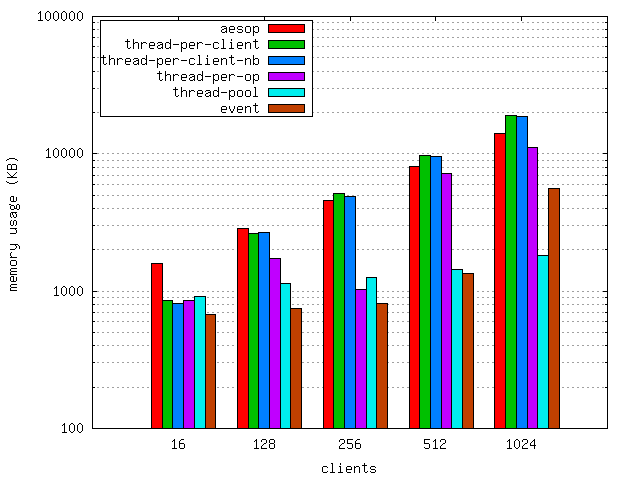 100000
10000
1000
100
memory usage (KB)
aesop
thread-per-client
thread-per-client-nb
thread-per-op
thread-pool
event
16 128 256 512 1024
clients